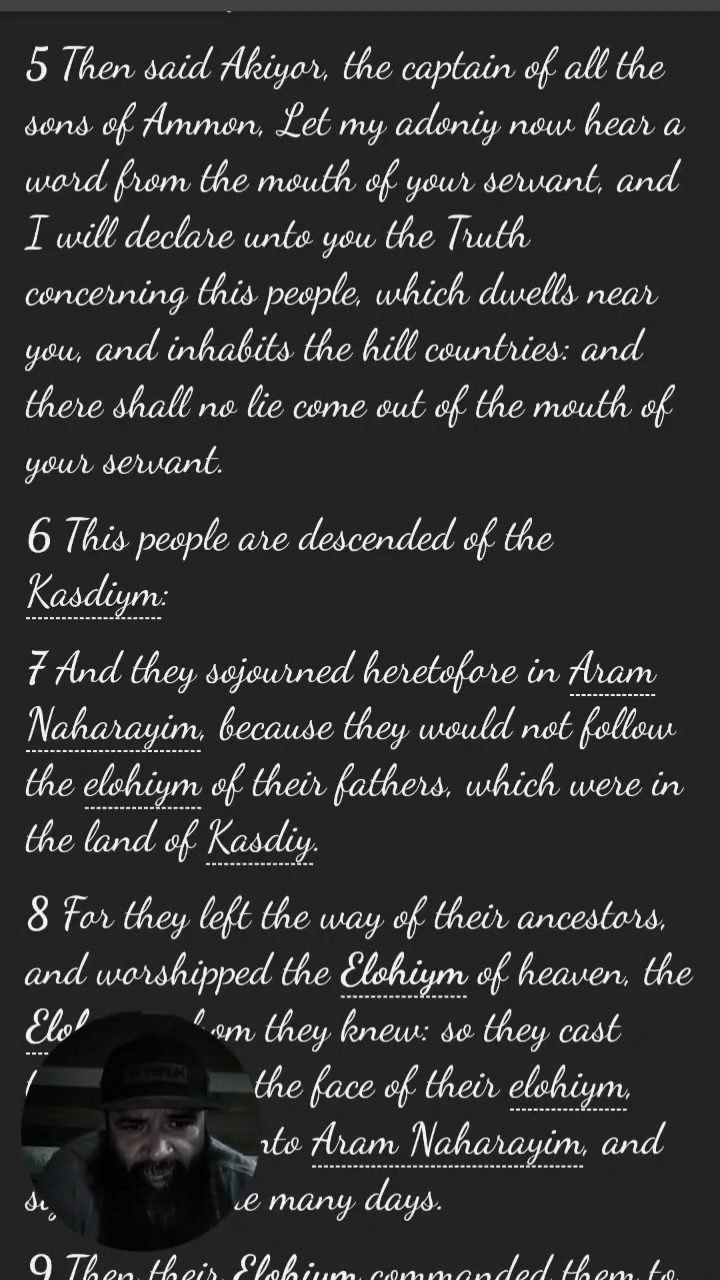 5 Then said Akiyor, the captain of all the
sons of Ammon, Let my adoniy now hear a
word from the mouth of your servant, and
I will declare unto you the Truth
concerning this people, which dwells near
you, and inhabits the hill countries: and
there shall no lie come out of the mouth of
your servant.
6 This people are descended of the
Kasdiym:
7 And they sojourned heretofore in Aram
Naharayim, because they would not follow
the elohiym of their fathers, which were in
the land of Kasdiy.
8 For they left the way of their ancestors,
and worshipped the Elohiym of heaven, the
they knew: so they cast
the face of their elohiym,
Aram Naharayim, and
many days.
9 Then their Elohiym commanded them to